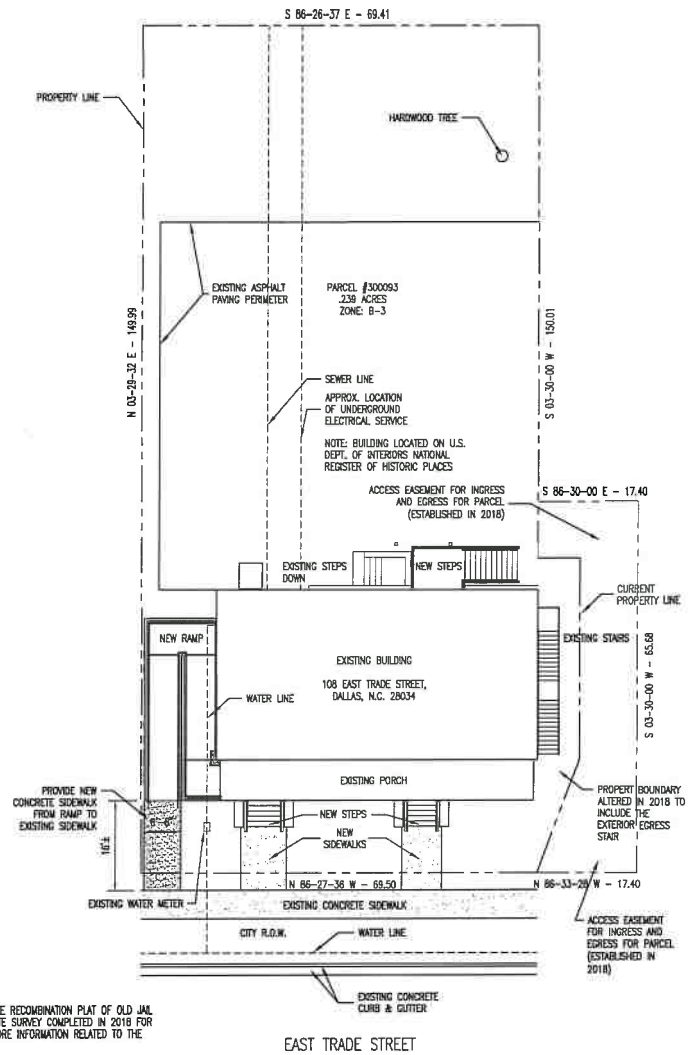 S 86-26-37 E - 69.41
PROPERTY LINE
HARDWOOD TREE
EXISTING ASPHALT
PAVING PERIMETER
PARCEL #300093
.239 ACRES
ZONE: B-3
N 03-29-32 E - 149.99
S 03-30-00 W - 150.01
SEWER LINE
APPROX. LOCATION
OF UNDERGROUND
ELECTRICAL SERVICE
NOTE: BUILDING LOCATED ON U.S.
DEPT. OF INTERIORS NATIONAL
REGISTER OF HISTORIC PLACES
ACCESS EASEMENT FOR INGRESS
AND EGRESS FOR PARCEL
(ESTABLISHED IN 2018)
S 86-30-00 E - 17.40
EXISTING STEPS
DOWN
NEW STEPS
CURRENT
PROPERTY LINE
NEW RAMP
EXISTING STAIRS
S 03-30-00 W - 65.68
EXISTING BUILDING
108 EAST TRADE STREET,
DALLAS, N.C. 28034
WATER LINE
EXISTING PORCH
PROVIDE NEW
CONCRETE SIDEWALK
FROM RAMP TO
EXISTING SIDEWALK
NEW STEPS
NEW
SIDEWALKS
PROPERT BOUNDARY
ALTERED IN 2018 TO
INCLUDE THE
EXTERIOR EGRESS
STAIR
EXISTING WATER METER
N 86-27-36 W - 69.50
N 86-33-28 W - 17.40
EXISTING CONCRETE SIDEWALK
CITY R.O.W.
WATER LINE
ACCESS EASEMENT
FOR INGRESS AND
EGRESS FOR PARCEL
(ESTABLISHED IN
2018)
EXISTING CONCRETE
CURB & GUTTER
RECOMBINATION PLAT OF OLD JAIL
SURVEY COMPLETED IN 2018 FOR
INFORMATION RELATED TO THE
EAST TRADE STREET